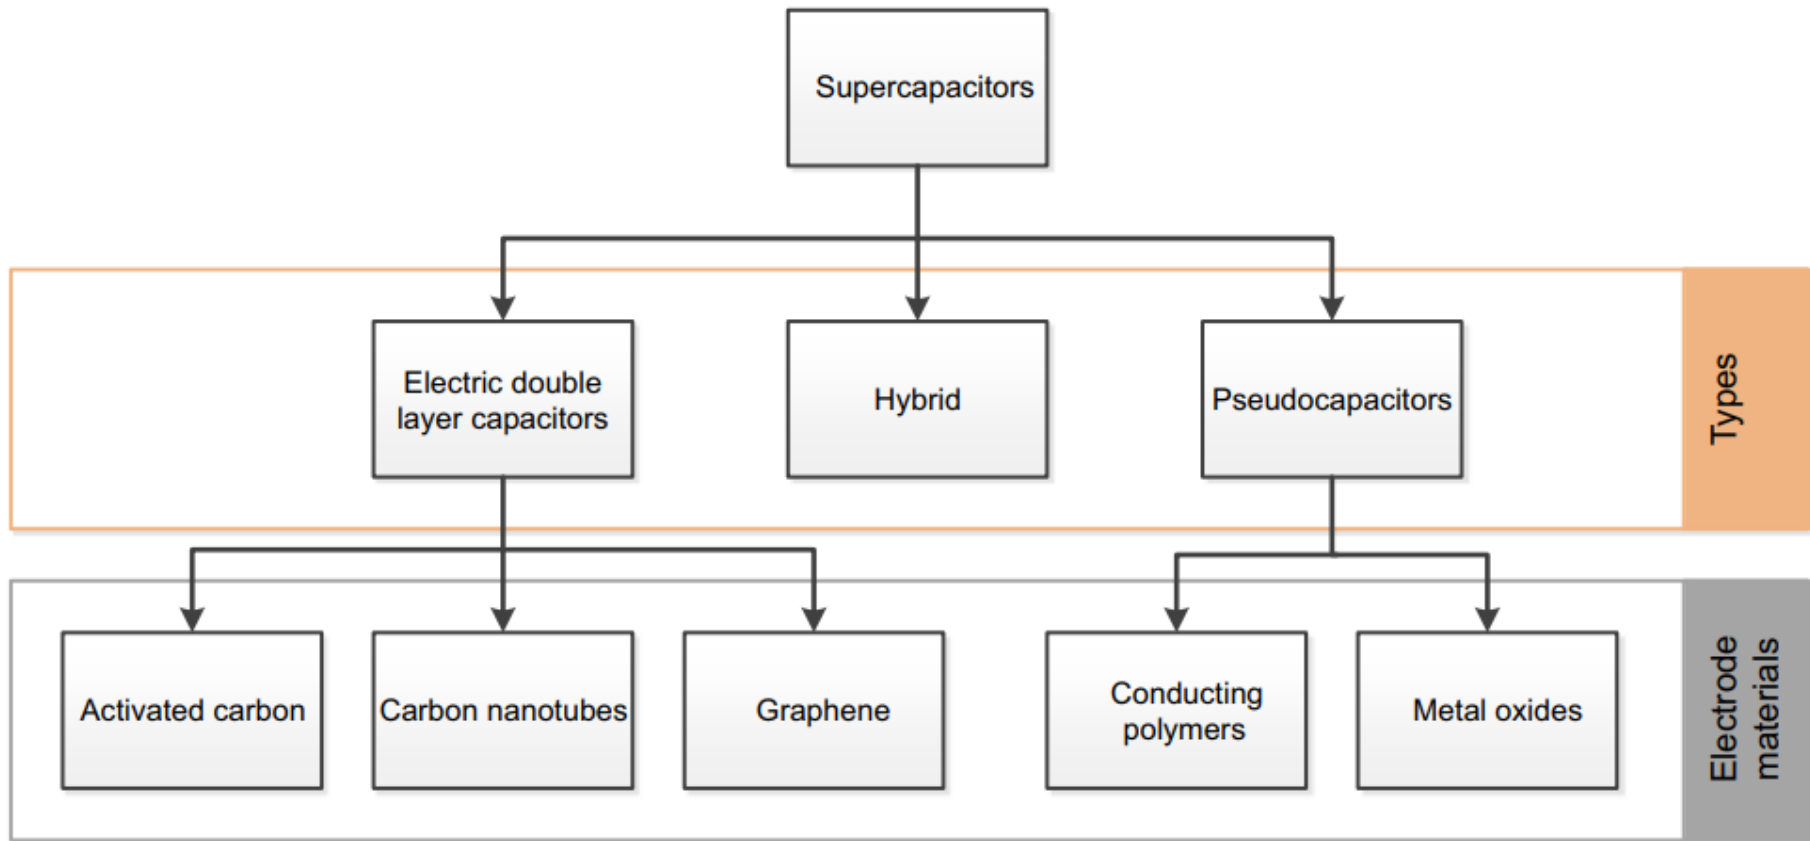 Supercapacitors
Electric double
layer capacitors
Hybrid
Pseudocapacitors
Types
Activated carbon
Carbon nanotubes
Graphene
Conducting
polymers
Metal oxides
Electrode
materials